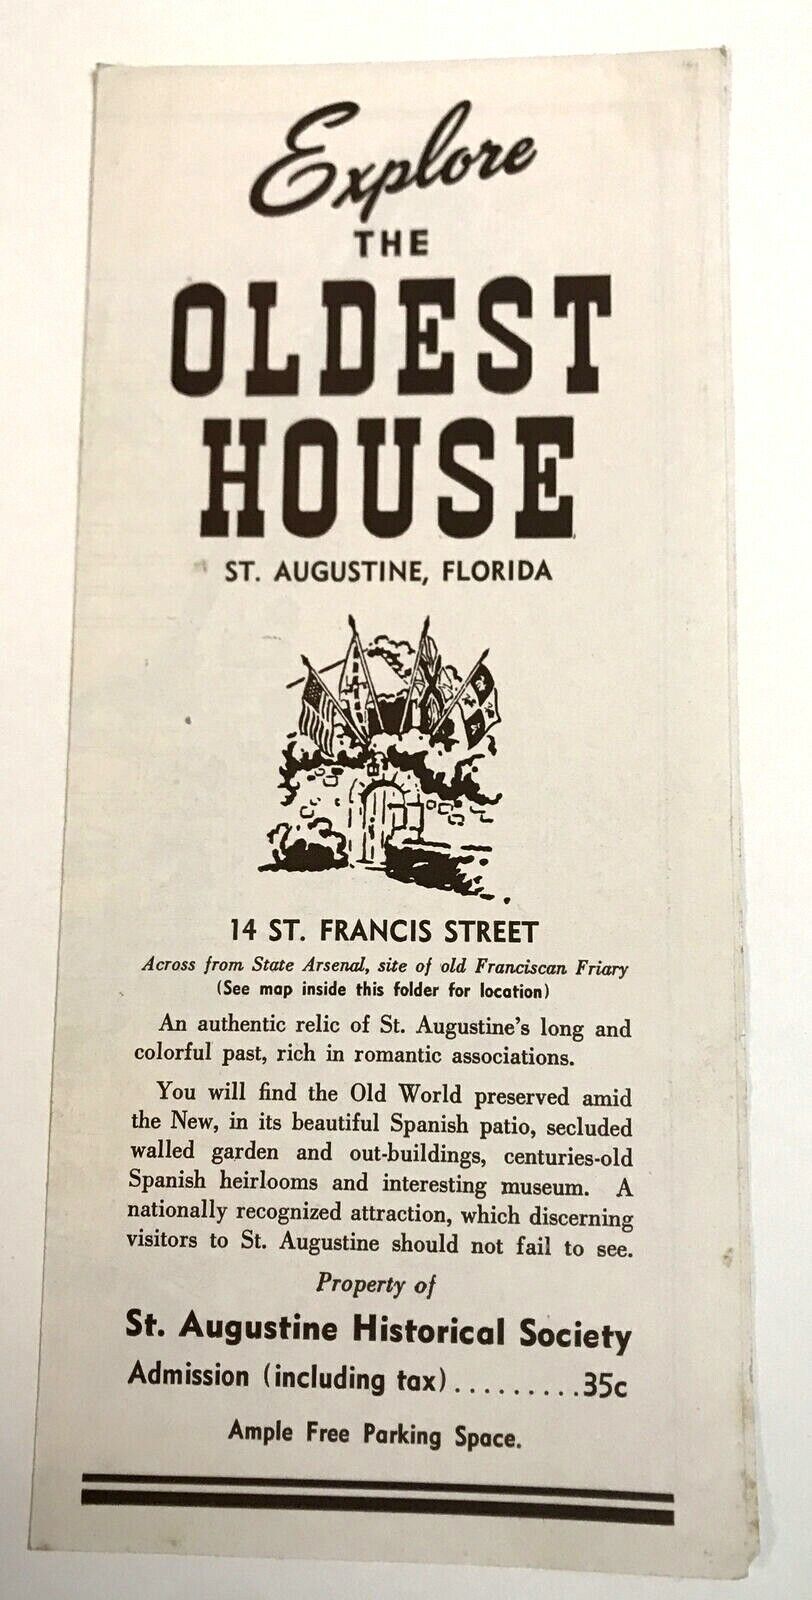 Explore
THE
OLDEST
HOUSE
ST. AUGUSTINE, FLORIDA
14 ST. FRANCIS STREET
Across from State Arsenal, site of old Franciscan Friary
(See map inside this folder for location)
An authentic relic of St. Augustine's long and
colorful past, rich in romantic associations.
You will find the Old World preserved amid
the New, in its beautiful Spanish patio, secluded
walled garden and out-buildings, centuries-old
Spanish heirlooms and interesting museum. A
nationally recognized attraction, which discerning
visitors to St. Augustine should not fail to see.
Property of
St. Augustine Historical Society
Admission (including tax).........35c
Ample Free Parking Space.